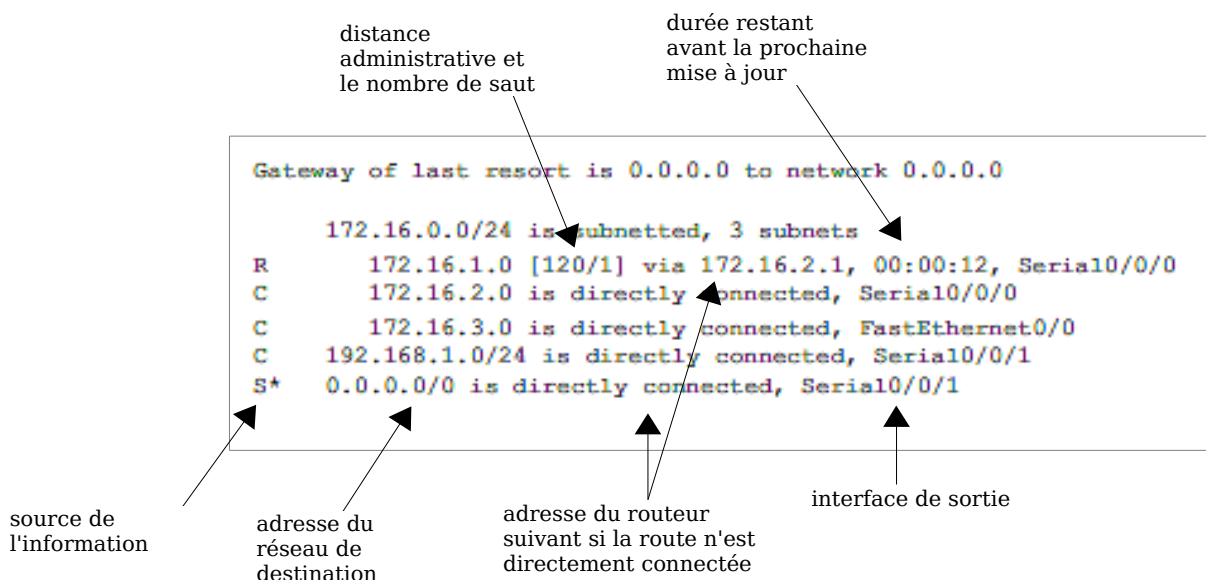 distance
administrative et
le nombre de saut
durée restant
avant la prochaine
mise à jour
Gateway of last resort is 0.0.0.0 to network 0.0.0.0
172.16.0.0/24 is subnetted, 3 subnets
R 172.16.1.0 [120/1] via 172.16.2.1, 00:00:12, Serial0/0/0
C 172.16.2.0 is directly connected, Serial0/0/0
C 172.16.3.0 is directly connected, FastEthernet0/0
C 192.168.1.0/24 is directly connected, Serial0/0/1
S* 0.0.0.0/0 is directly connected, Serial0/0/1
source de
l'information
adresse du
réseau de
destination
adresse du routeur
suivant si la route n'est
directement connectée
interface de sortie